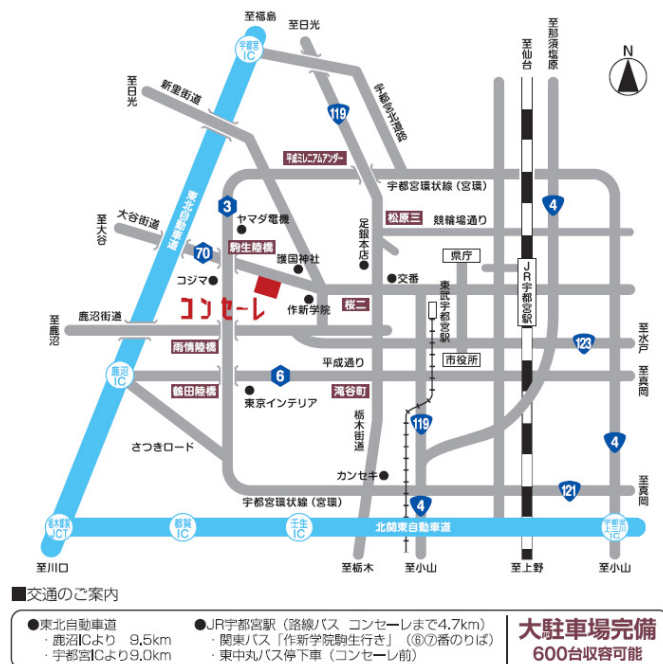 至福島
至日光
宇都宮
IC
至日光
新里街道
119
宇都宮北道路
至仙台
至那須塩原
N
平成ミレニアムアンダー
宇都宮環状線（宮環）
東北自動車道
3
ヤマダ電機
松原三
競輪場通り
4
至大谷
大谷街道
70
駒生陸橋
護国神社
足銀本店
県庁
コジマ
交番
JR宇都宮駅
コンセーレ
作新学院
桜二
東武宇都宮駅
至鹿沼
鹿沼街道
雨情陸橋
平成通り
市役所
123
至水戸
鹿沼
IC
鶴田陸橋
6
東京インテリア
滝谷町
至真岡
栃木街道
119
さつきロード
カンセキ
4
宇都宮環状線（宮環）
4
121
至真岡
栃木都賀
JCT
都賀
IC
壬生
IC
北関東自動車道
宇都宮
上三川
IC
至川口
至栃木
至小山
至上野
至小山
■交通のご案内
●東北自動車道
・鹿沼ICより 9.5km
・宇都宮ICより9.0km
●JR宇都宮駅（路線バス コンセーレまで4.7km）
・関東バス「作新学院駒生行き」（⑥⑦番のりば）
・東中丸バス停下車（コンセーレ前）
大駐車場完備
600台収容可能